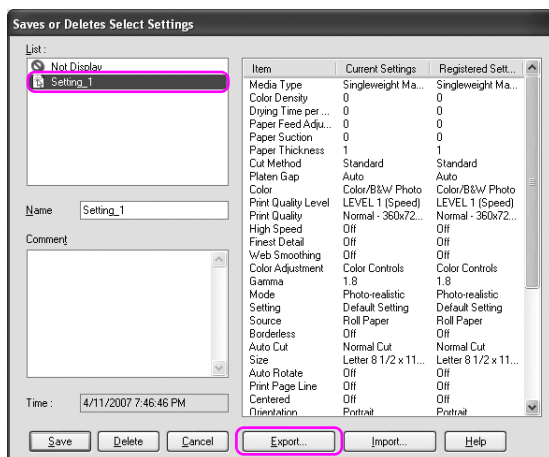 Saves or Deletes Select Settings
List :
Not Display
Setting_1
Name Setting_1
Comment
Time : 4/11/2007 7:46:46 PM
Item Current Settings Registered Sett...
Media Type Singleweight Ma... Singleweight Ma...
Color Density 0 0
Drying Time per ... 0 0
Paper Feed Adju... 0 0
Paper Suction 0 0
Paper Thickness 1 1
Cut Method Standard Standard
Platen Gap Auto Auto
Color Color/B&W Photo Color/B&W Photo
Print Quality Level LEVEL 1 (Speed) LEVEL 1 (Speed)
Print Quality Normal - 360x72... Normal - 360x72...
High Speed Off Off
Finest Detail Off Off
Web Smoothing Off Off
Color Adjustment Color Controls Color Controls
Gamma 1.8 1.8
Mode Photo-realistic Photo-realistic
Setting Default Setting Default Setting
Source Roll Paper Roll Paper
Borderless Off Off
Auto Cut Normal Cut Normal Cut
Size Letter 8 1/2 x 11... Letter 8 1/2 x 11...
Auto Rotate Off Off
Print Page Line Off Off
Centered Off Off
Orientation Portrait Portrait
Save Delete Cancel Export... Import... Help